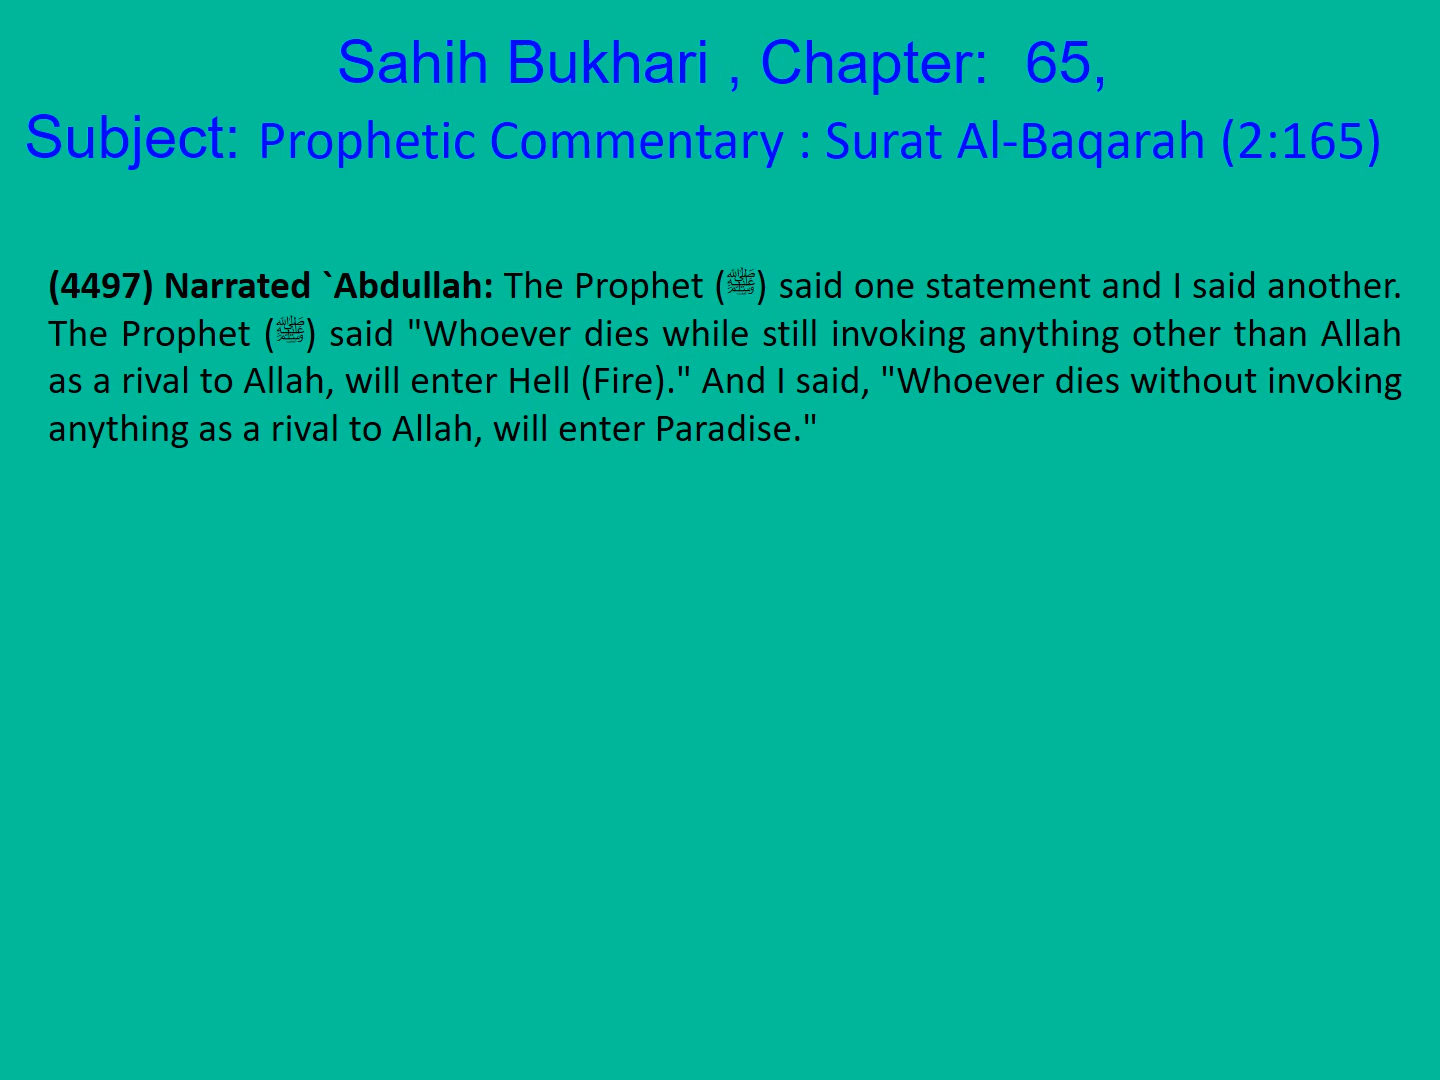 Sahih Bukhari , Chapter:  65,
Subject: Prophetic Commentary : Surat Al-Baqarah (2:165)
(4497) Narrated `Abdullah: The Prophet (ﷺ) said one statement and I said another.
The Prophet (ﷺ) said "Whoever dies while still invoking anything other than Allah
as a rival to Allah, will enter Hell (Fire)." And I said, "Whoever dies without invoking
anything as a rival to Allah, will enter Paradise."